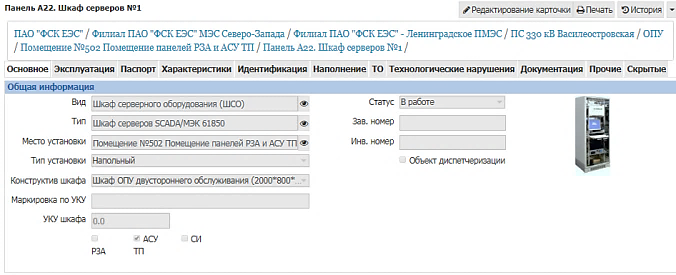 Панель А22. Шкаф серверов №1
Редактирование карточки Печать История
ПАО "ФСК ЕЭС" / Филиал ПАО "ФСК ЕЭС" МЭС Северо-Запада / Филиал ПАО "ФСК ЕЭС" - Ленинградское ПМЭС / ПС 330 кВ Василеостровская / ОПУ
/ Помещение №502 Помещение панелей РЗА и АСУ ТП / Панель А22. Шкаф серверов №1 /
Основное Эксплуатация Паспорт Характеристики Идентификация Наполнение ТО Технологические нарушения Документация Прочие Скрытые
Общая информация
Вид Шкаф серверного оборудования (ШСО) Статус В работе
Тип Шкаф серверов SCADA/МЭК 61850 Зав. номер
Место установки Помещение №502 Помещение панелей РЗА и АСУ ТП Инв. номер
Тип установки Напольный Объект диспетчеризации
Конструктив шкафа Шкаф ОПУ двустороннего обслуживания (2000*800*...
Маркировка по УКУ
УКУ шкафа 0.0
РЗА АСУ ТП СИ